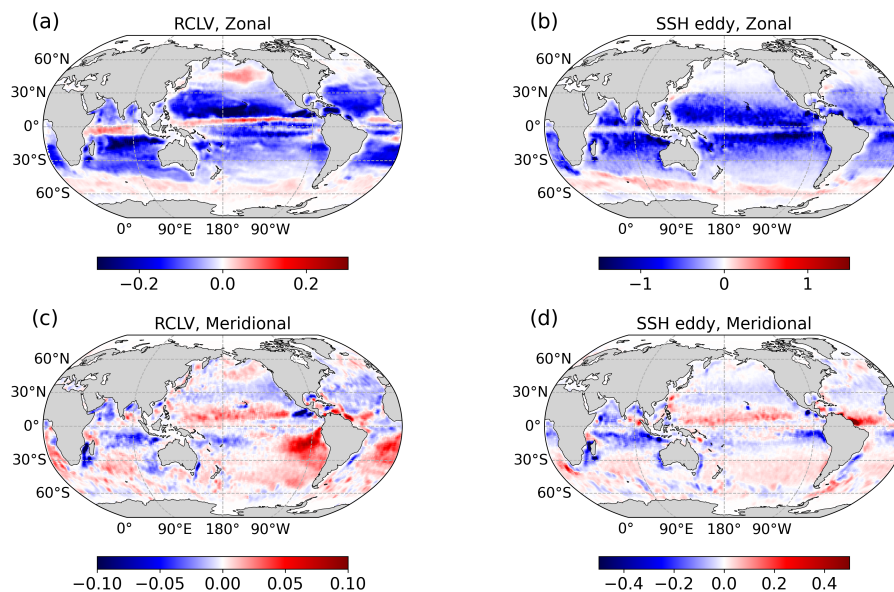 (a) RCLV, Zonal
60°N
30°N
0°
30°S
60°S
0° 90°E 180° 90°W
−0.2 0.0 0.2
(b) SSH eddy, Zonal
60°N
30°N
0°
30°S
60°S
0° 90°E 180° 90°W
−1 0 1
(c) RCLV, Meridional
60°N
30°N
0°
30°S
60°S
0° 90°E 180° 90°W
−0.10 −0.05 0.00 0.05 0.10
(d) SSH eddy, Meridional
60°N
30°N
0°
30°S
60°S
0° 90°E 180° 90°W
−0.4 −0.2 0.0 0.2 0.4